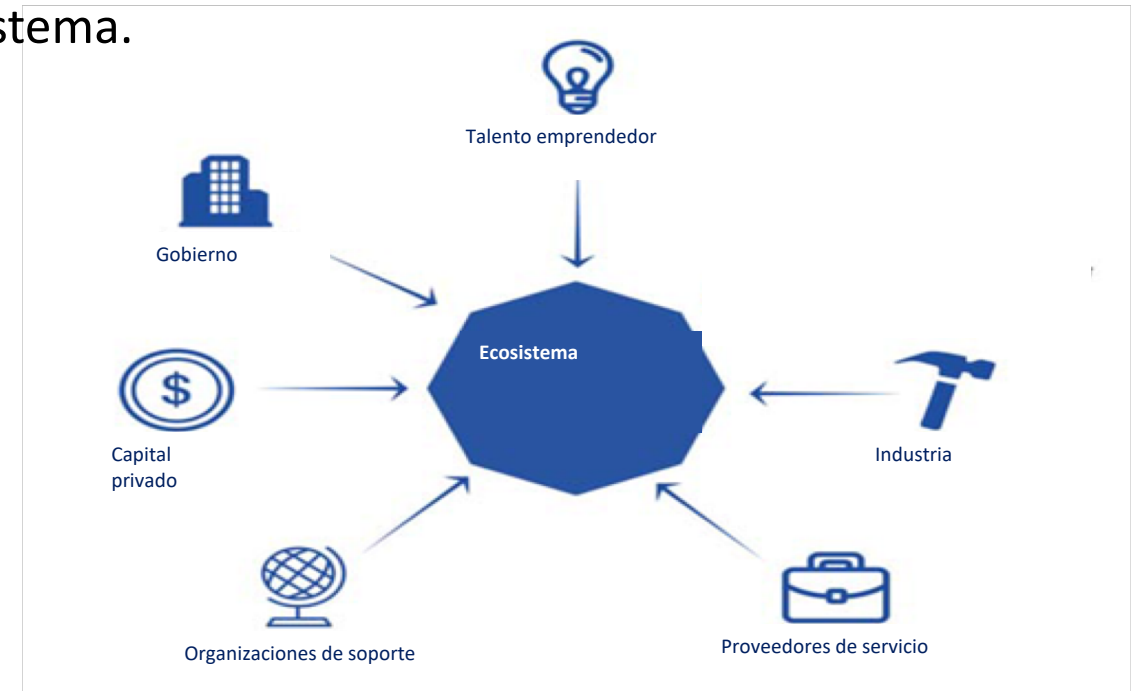 stema.
Talento emprendedor
Gobierno
Ecosistema
$
Capital
privado
Industria
Organizaciones de soporte
Proveedores de servicio